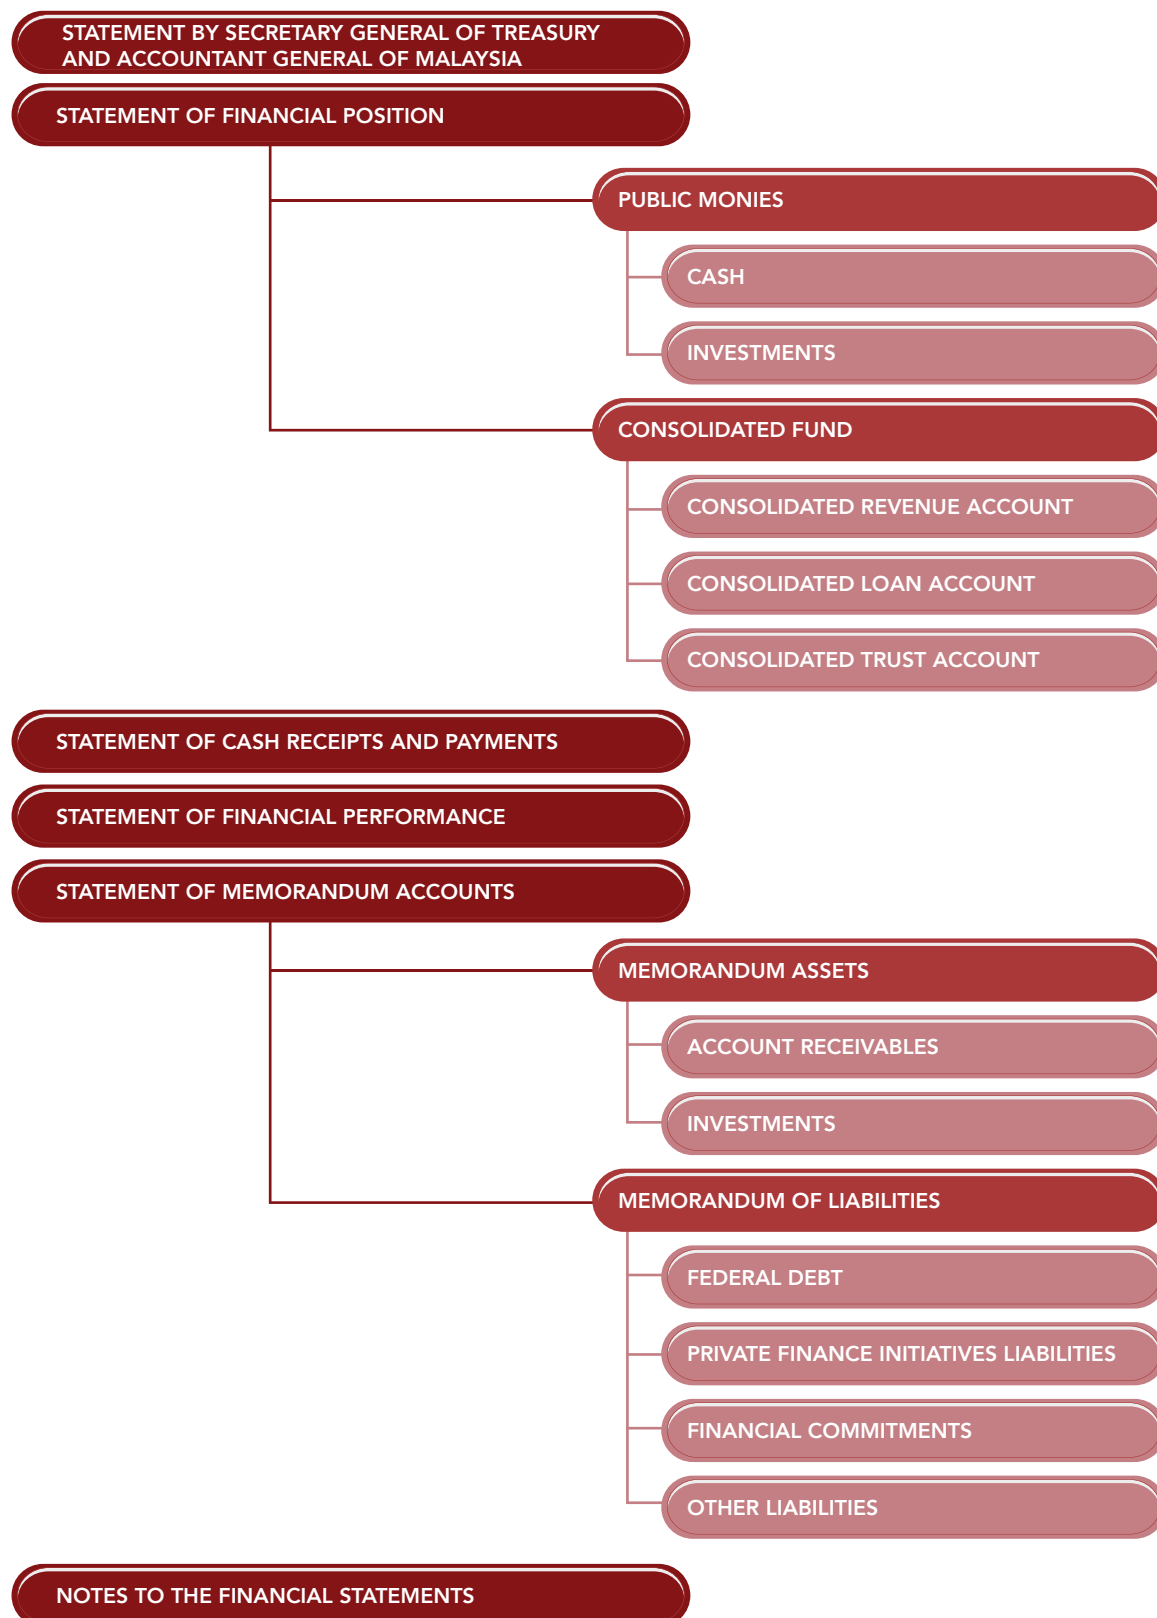 STATEMENT BY SECRETARY GENERAL OF TREASURY
AND ACCOUNTANT GENERAL OF MALAYSIA
STATEMENT OF FINANCIAL POSITION
PUBLIC MONIES
CASH
INVESTMENTS
CONSOLIDATED FUND
CONSOLIDATED REVENUE ACCOUNT
CONSOLIDATED LOAN ACCOUNT
CONSOLIDATED TRUST ACCOUNT
STATEMENT OF CASH RECEIPTS AND PAYMENTS
STATEMENT OF FINANCIAL PERFORMANCE
STATEMENT OF MEMORANDUM ACCOUNTS
MEMORANDUM ASSETS
ACCOUNT RECEIVABLES
INVESTMENTS
MEMORANDUM OF LIABILITIES
FEDERAL DEBT
PRIVATE FINANCE INITIATIVES LIABILITIES
FINANCIAL COMMITMENTS
OTHER LIABILITIES
NOTES TO THE FINANCIAL STATEMENTS